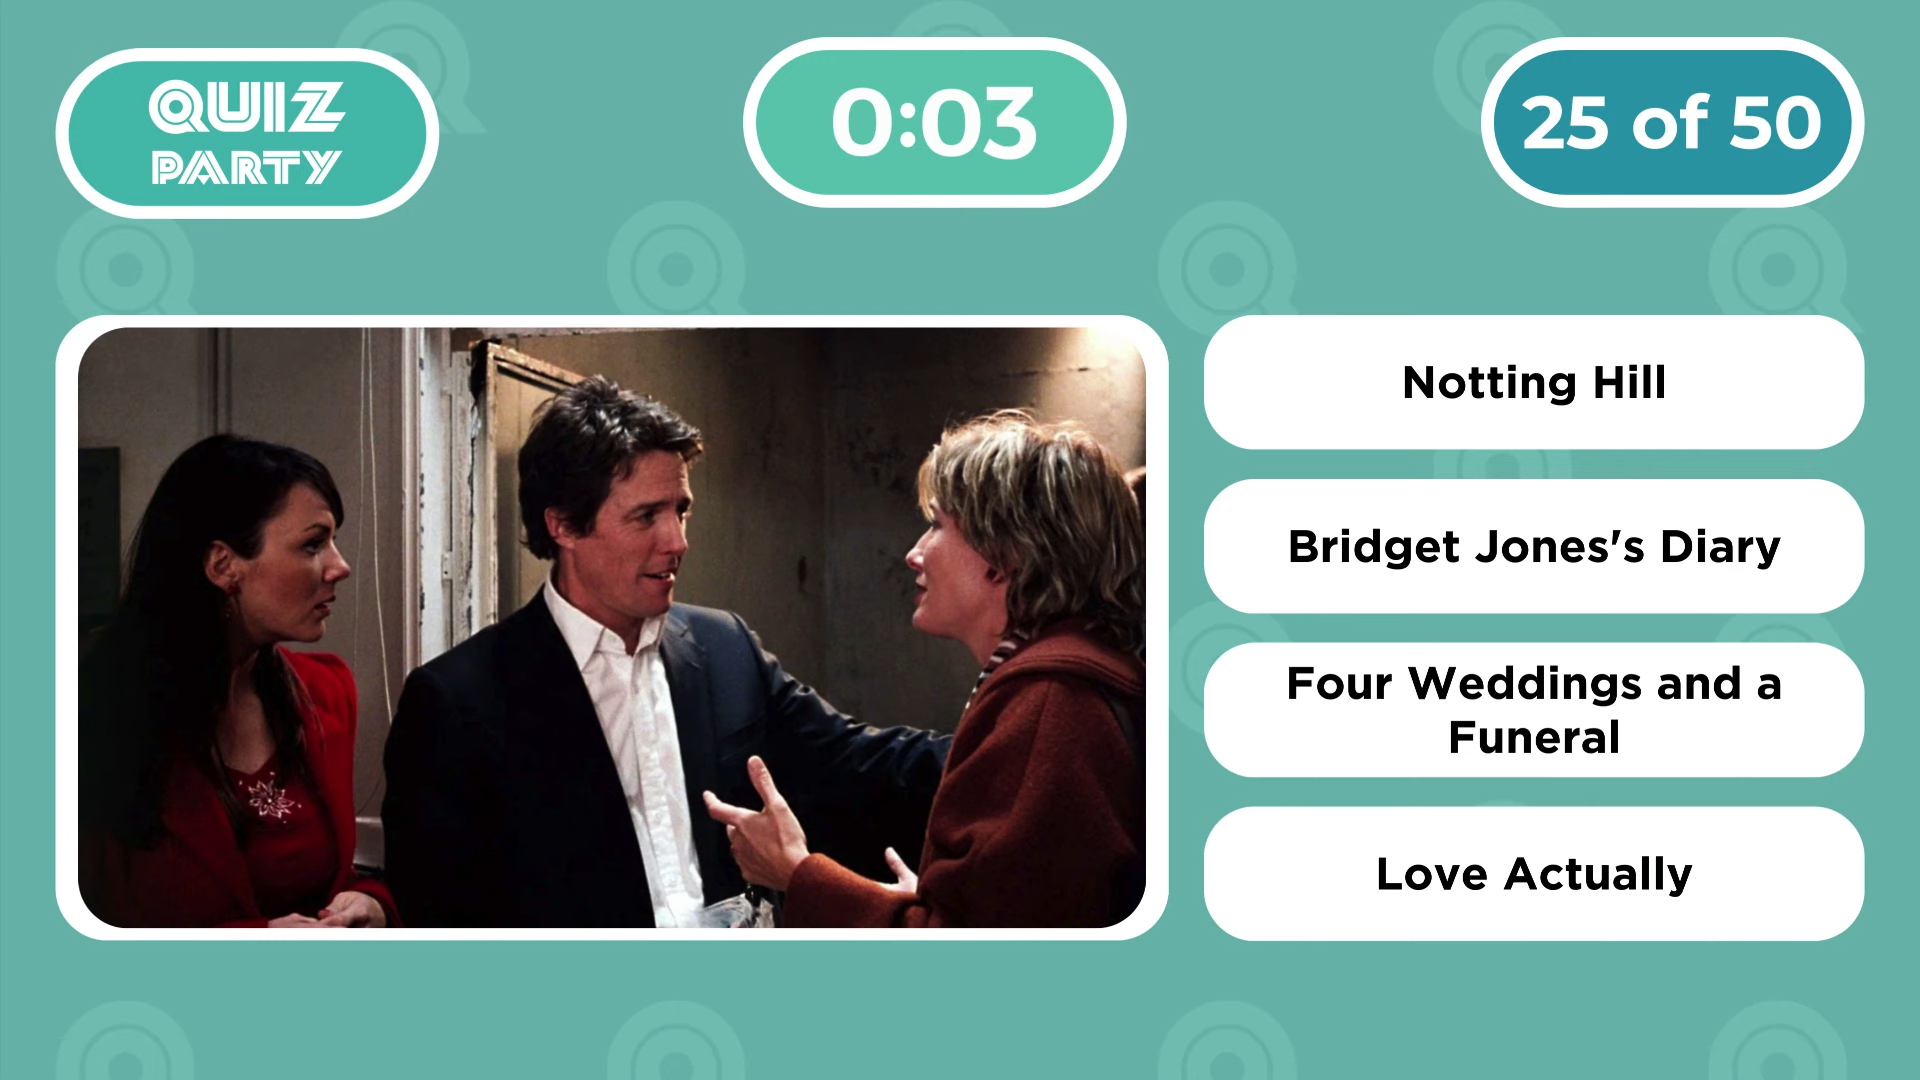 QUIZ
PARTY
0:03
25 of 50
Notting Hill
Bridget Jones's Diary
Four Weddings and a
Funeral
Love Actually